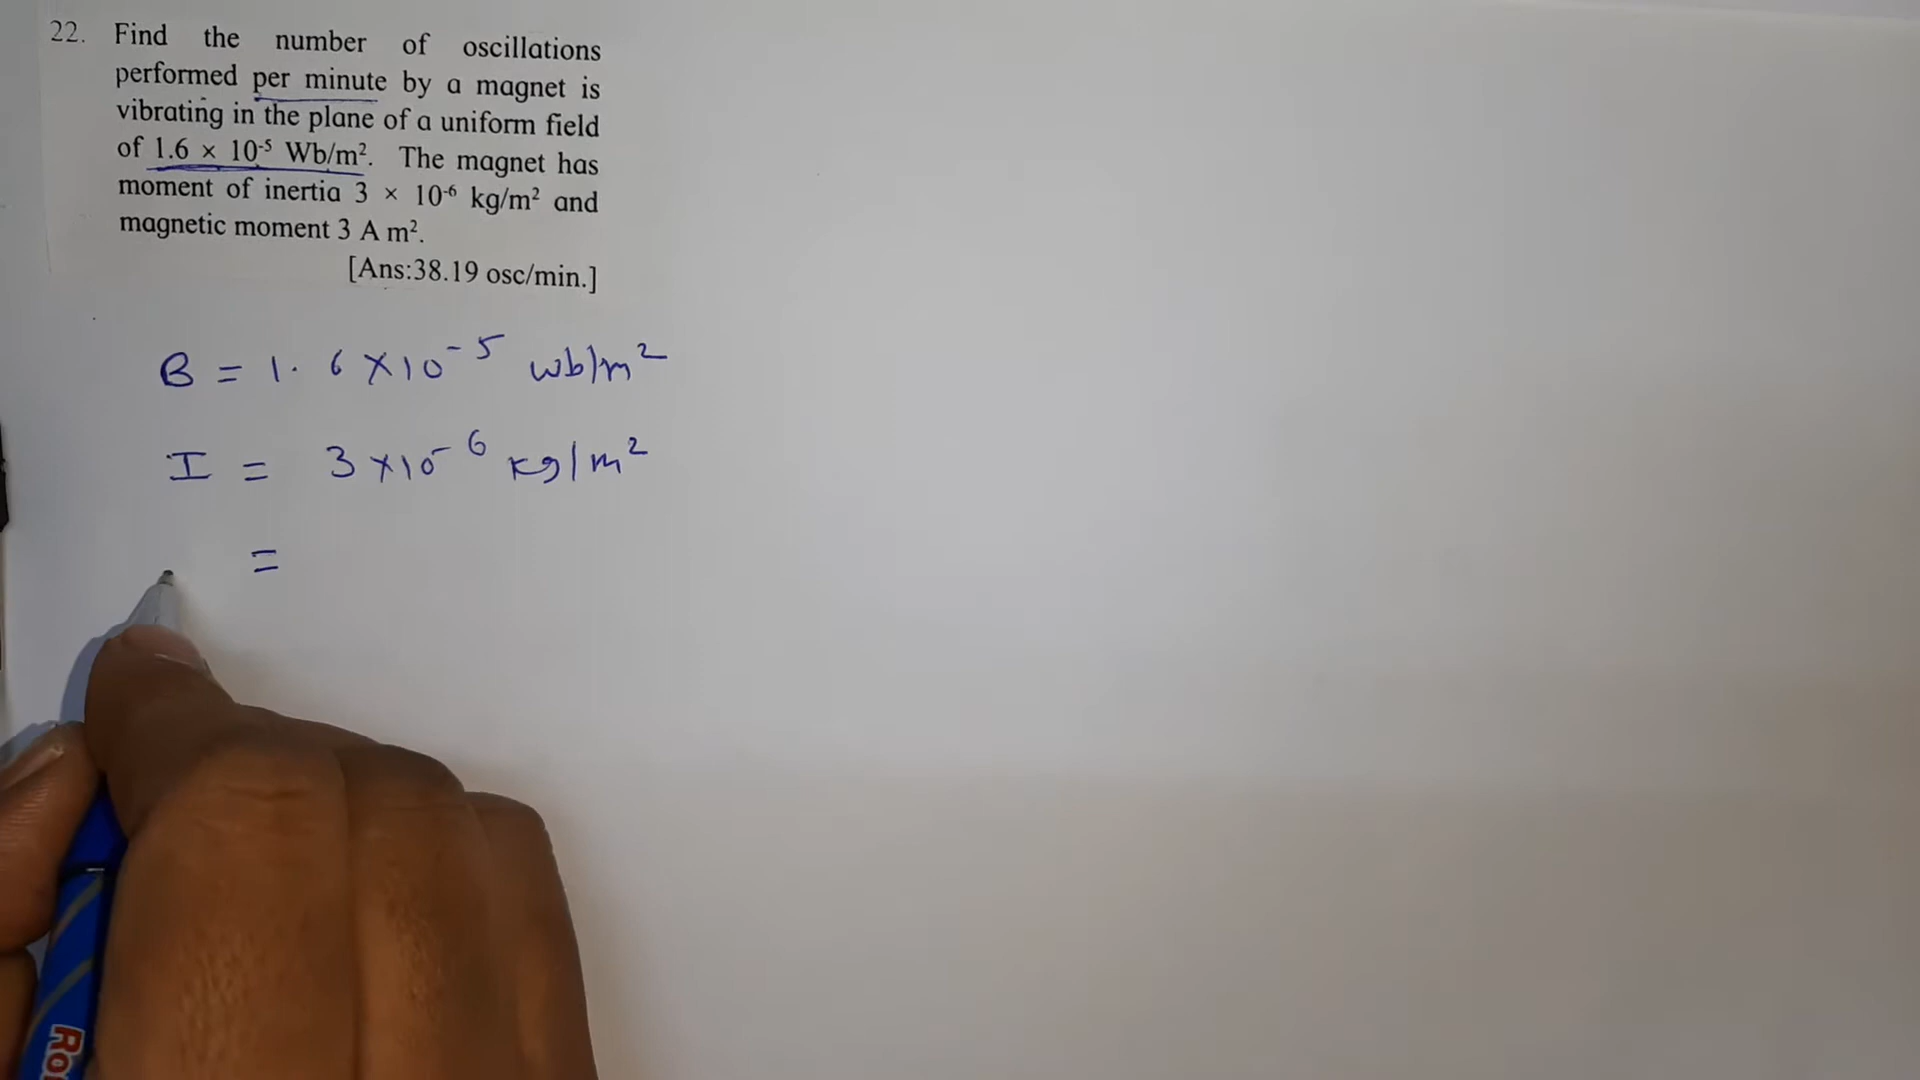 22. Find the number of oscillations
performed per minute by a magnet is
vibrating in the plane of a uniform field
of 1.6 × 10⁻⁵ Wb/m². The magnet has
moment of inertia 3 × 10⁻⁶ kg/m² and
magnetic moment 3 A m².
[Ans:38.19 osc/min.]
B = 1.6 × 10⁻⁵ wb/m²
I = 3 × 10⁻⁶ kg/m²
=